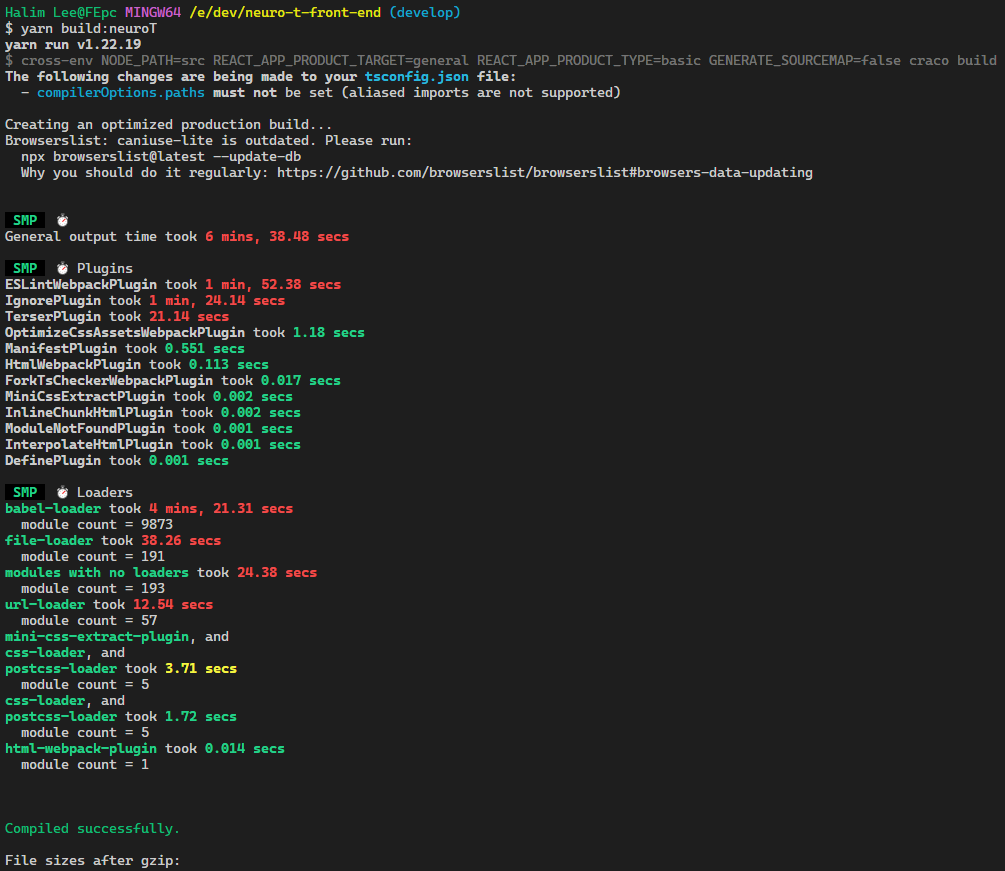 Halim Lee@FEpc MINGW64 /e/dev/neuro-t-front-end (develop)
$ yarn build:neuroT
yarn run v1.22.19
$ cross-env NODE_PATH=src REACT_APP_PRODUCT_TARGET=general REACT_APP_PRODUCT_TYPE=basic GENERATE_SOURCEMAP=false craco build
The following changes are being made to your tsconfig.json file:
  - compilerOptions.paths must not be set (aliased imports are not supported)
Creating an optimized production build...
Browserslist: caniuse-lite is outdated. Please run:
  npx browserslist@latest --update-db
  Why you should do it regularly: https://github.com/browserslist/browserslist#browsers-data-updating
SMP ⏱
General output time took 6 mins, 38.48 secs
SMP ⏱ Plugins
ESLintWebpackPlugin took 1 min, 52.38 secs
IgnorePlugin took 1 min, 24.14 secs
TerserPlugin took 21.14 secs
OptimizeCssAssetsWebpackPlugin took 1.18 secs
ManifestPlugin took 0.551 secs
HtmlWebpackPlugin took 0.113 secs
ForkTsCheckerWebpackPlugin took 0.017 secs
MiniCssExtractPlugin took 0.002 secs
InlineChunkHtmlPlugin took 0.002 secs
ModuleNotFoundPlugin took 0.001 secs
InterpolateHtmlPlugin took 0.001 secs
DefinePlugin took 0.001 secs
SMP ⏱ Loaders
babel-loader took 4 mins, 21.31 secs
  module count = 9873
file-loader took 38.26 secs
  module count = 191
modules with no loaders took 24.38 secs
  module count = 193
url-loader took 12.54 secs
  module count = 57
mini-css-extract-plugin, and
css-loader, and
postcss-loader took 3.71 secs
  module count = 5
css-loader, and
postcss-loader took 1.72 secs
  module count = 5
html-webpack-plugin took 0.014 secs
  module count = 1
Compiled successfully.
File sizes after gzip: